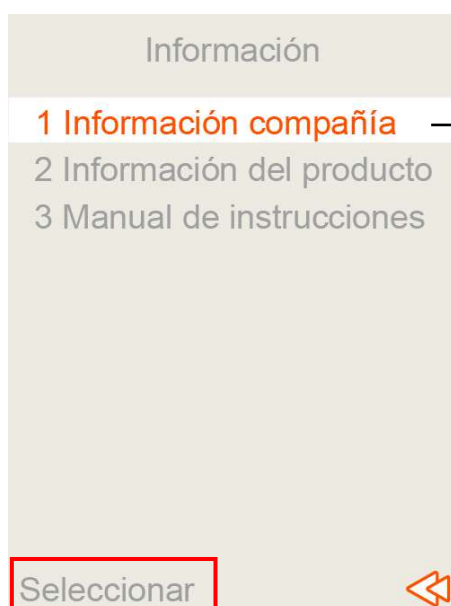 Información
1 Información compañía
2 Información del producto
3 Manual de instrucciones
Seleccionar